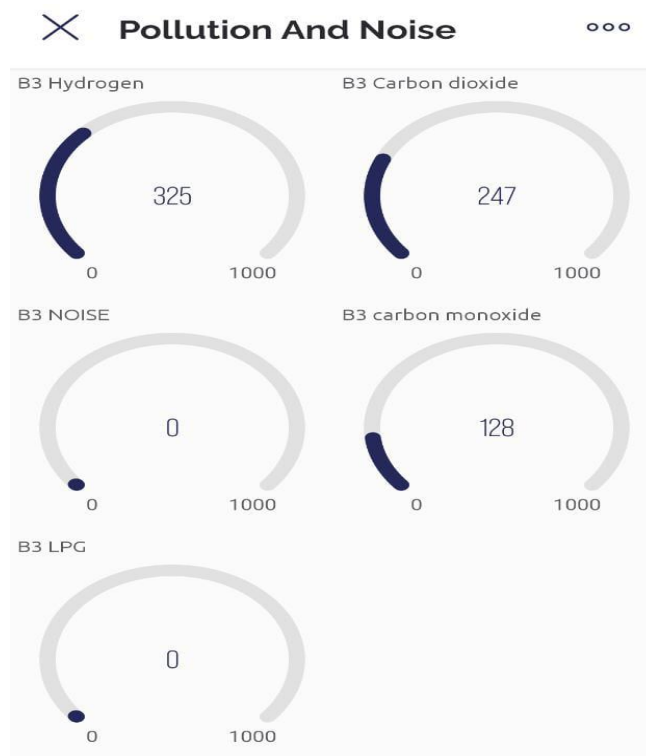 Pollution And Noise
B3 Hydrogen
325
0 1000
B3 Carbon dioxide
247
0 1000
B3 NOISE
0
0 1000
B3 carbon monoxide
128
0 1000
B3 LPG
0
0 1000